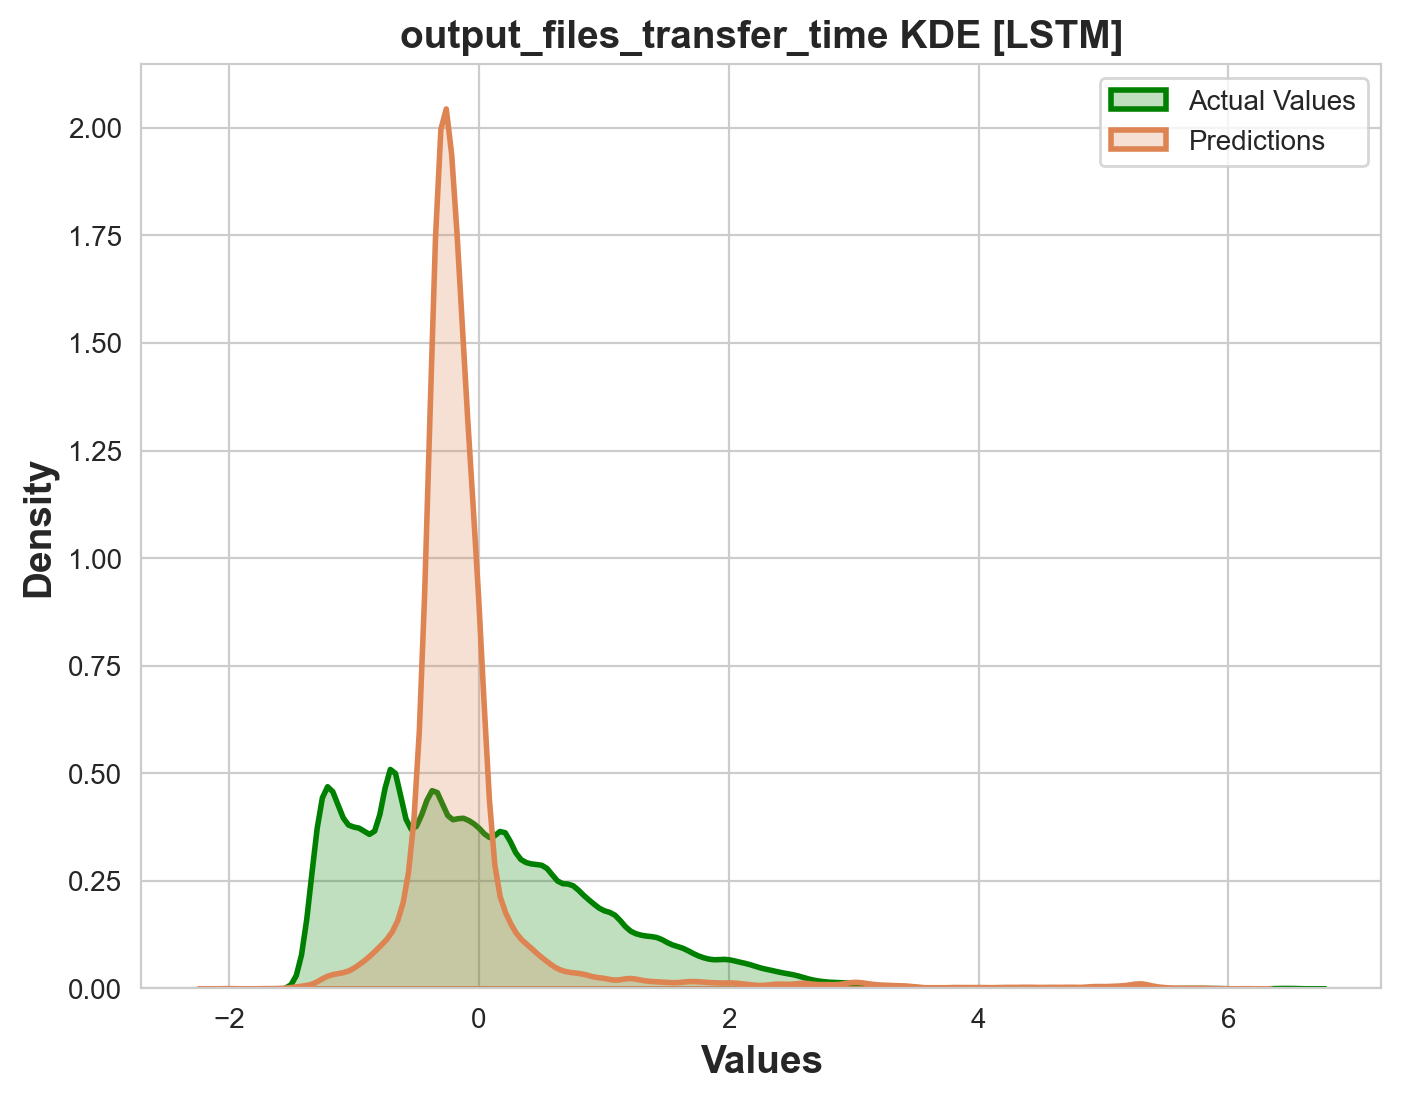 output_files_transfer_time KDE [LSTM]
Actual Values
Predictions
2.00
1.75
1.50
1.25
1.00
0.75
0.50
0.25
0.00
Density
−2 0 2 4 6
Values